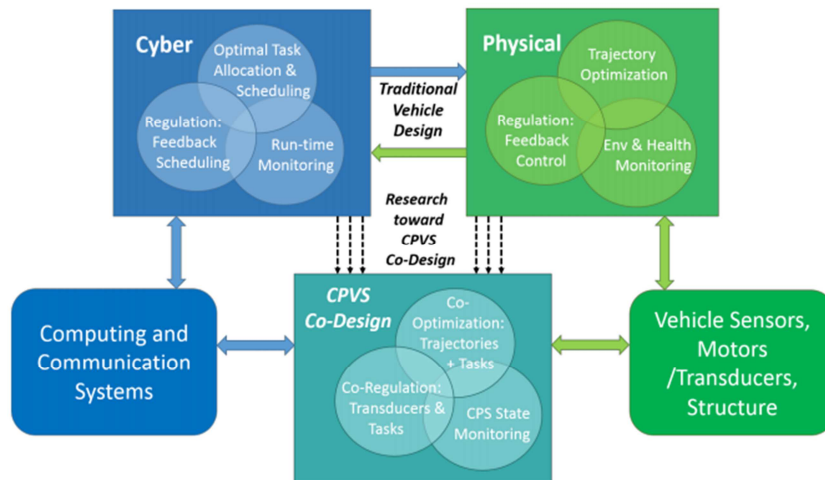 Cyber
Optimal Task
Allocation &
Scheduling
Regulation:
Feedback
Scheduling
Run-time
Monitoring
Traditional
Vehicle
Design
Physical
Trajectory
Optimization
Regulation:
Feedback
Control
Env & Health
Monitoring
Research
toward
CPVS
Co-Design
CPVS
Co-Design
Co-
Optimization:
Trajectories
+ Tasks
Co-Regulation:
Transducers &
Tasks
CPS State
Monitoring
Computing and
Communication
Systems
Vehicle Sensors,
Motors
/Transducers,
Structure